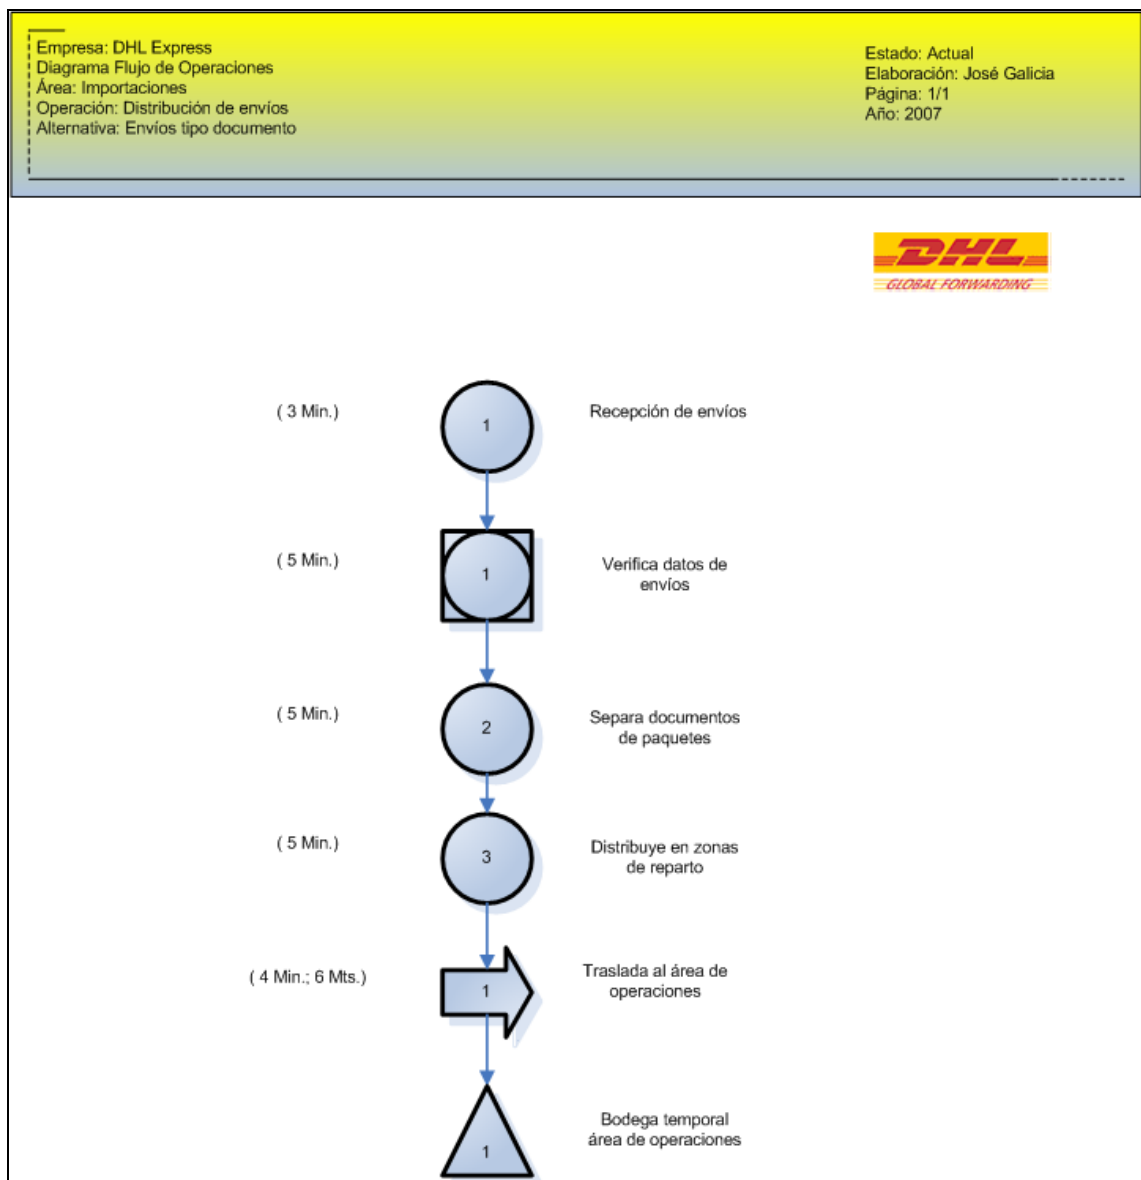 Empresa: DHL Express
Diagrama Flujo de Operaciones
Área: Importaciones
Operación: Distribución de envíos
Alternativa: Envíos tipo documento
Estado: Actual
Elaboración: José Galicia
Página: 1/1
Año: 2007
DHL
GLOBAL FORWARDING
( 3 Min.)
1
Recepción de envíos
( 5 Min.)
1
Verifica datos de
envíos
( 5 Min.)
2
Separa documentos
de paquetes
( 5 Min.)
3
Distribuye en zonas
de reparto
( 4 Min.; 6 Mts.)
1
Traslada al área de
operaciones
1
Bodega temporal
área de operaciones